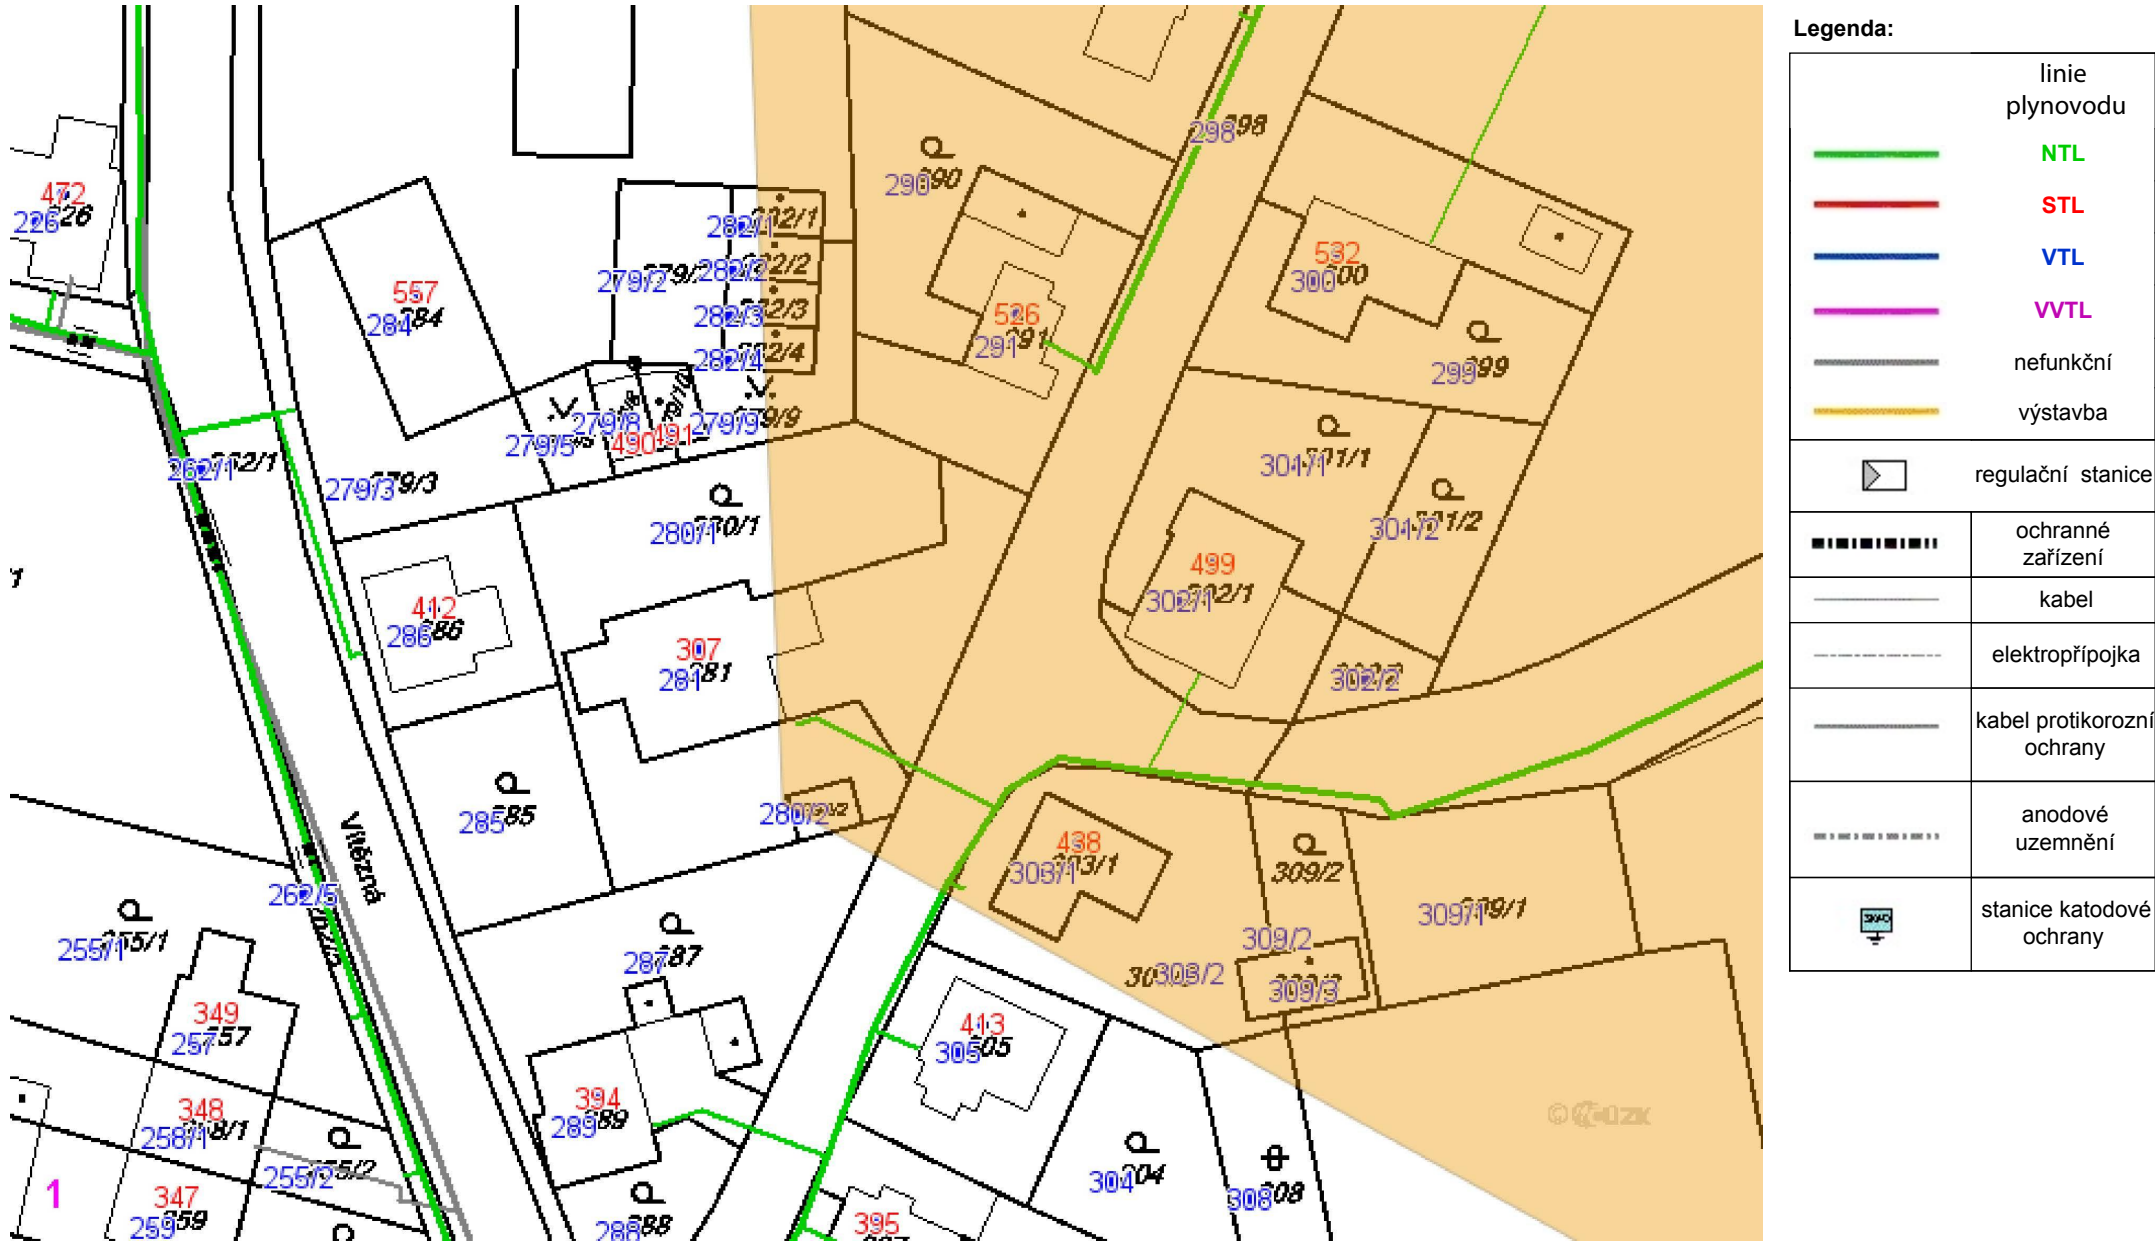 Legenda:
linie
plynovodu
NTL
STL
VTL
VVTL
nefunkční
výstavba
regulační stanice
ochranné
zařízení
kabel
elektropřípojka
kabel protikorozní
ochrany
anodové
uzemnění
stanice katodové
ochrany
298
290
472
226
282/1
282/2
279/2
282/3
282/4
557
284
526
291
532
300
299
279/8
279/9
279/5
490
491
262/1
279/3
280/1
301/1
301/2
499
302/1
302/2
412
286
307
281
285
280/2
Vítězná
438
303/1
309/2
309/2
309/1
303/2
309/3
262/5
255/1
287
349
257
413
305
348
258/1
255/2
394
289
304
308
1
347
259
288
395